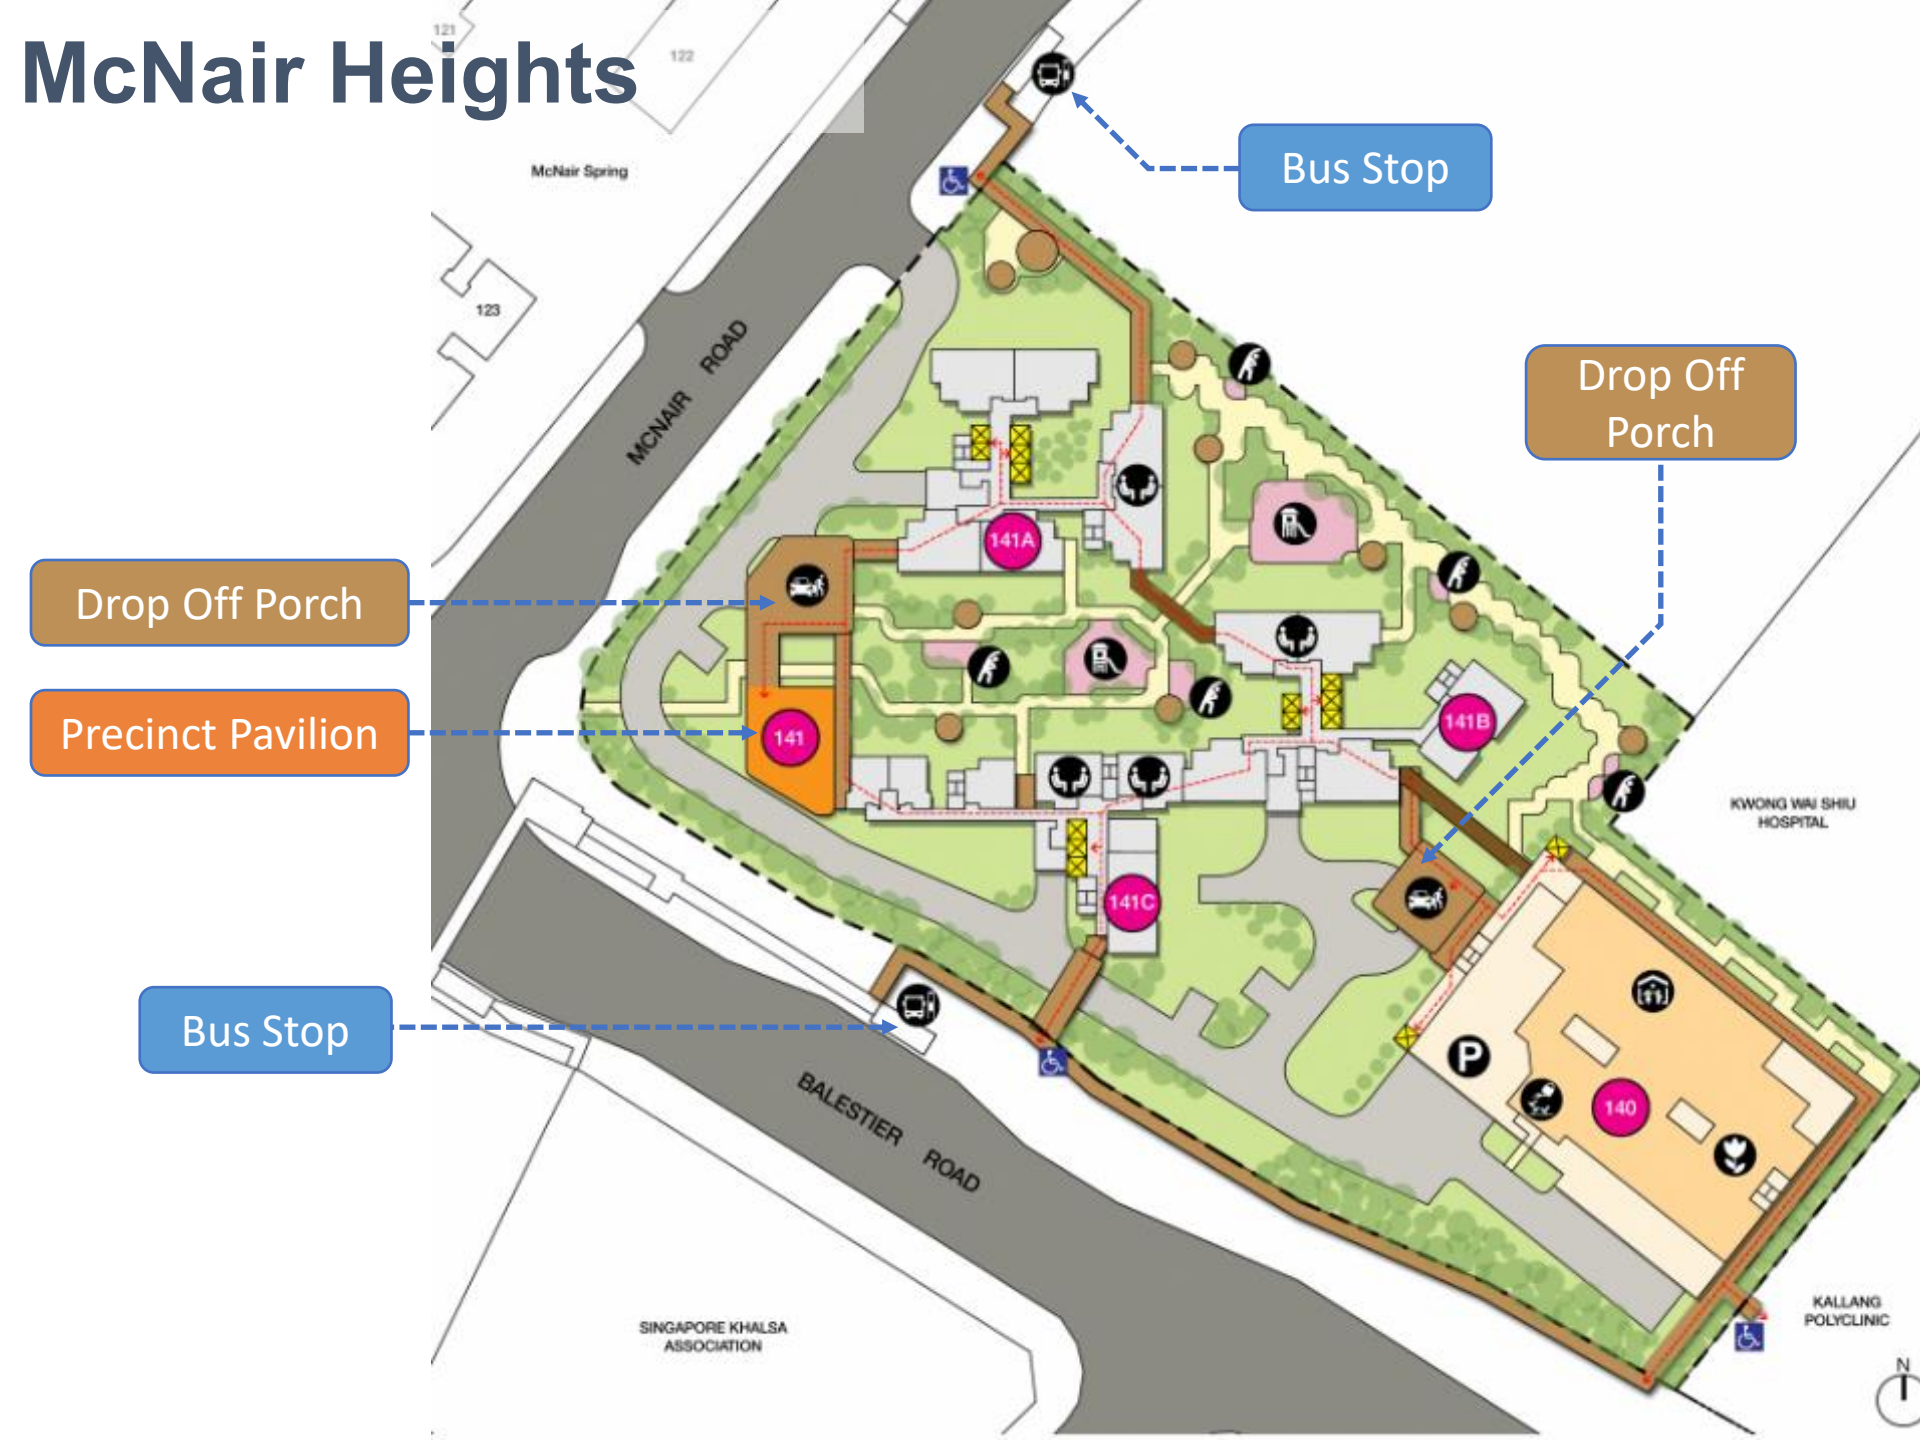 McNair Heights
121
122
Bus Stop
McNair Spring
123
MCNAIR ROAD
Drop Off
Porch
141A
Drop Off Porch
Precinct Pavilion
141
141B
KWONG WAI SHIU
HOSPITAL
141C
Bus Stop
P
140
BALESTIER ROAD
SINGAPORE KHALSA
ASSOCIATION
KALLANG
POLYCLINIC
N